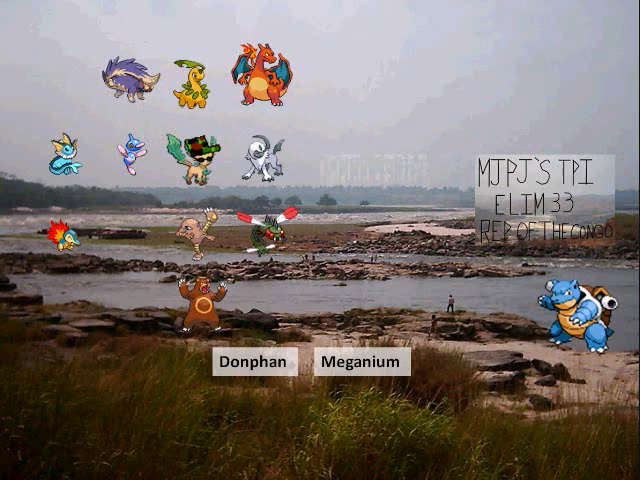 MJPJ`S TPI
ELIM 33
REP OF THE CONGO
Donphan Meganium